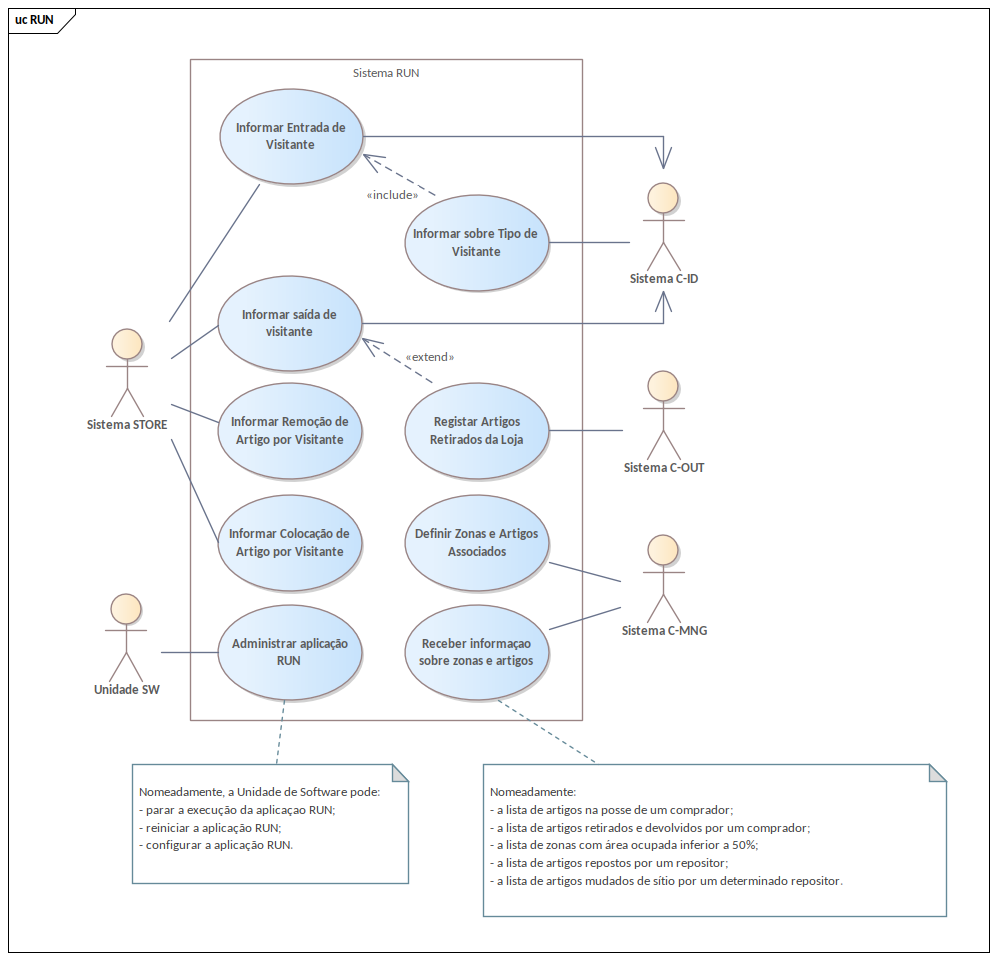 uc RUN
Sistema RUN
Informar Entrada de
Visitante
«include»
Informar sobre Tipo de
Visitante
Sistema C-ID
Informar saída de
visitante
«extend»
Sistema STORE
Informar Remoção de
Artigo por Visitante
Registar Artigos
Retirados da Loja
Sistema C-OUT
Informar Colocação de
Artigo por Visitante
Definir Zonas e Artigos
Associados
Sistema C-MNG
Administrar aplicação
RUN
Receber informaçao
sobre zonas e artigos
Unidade SW
Nomeadamente, a Unidade de Software pode:
- parar a execução da aplicaçao RUN;
- reiniciar a aplicação RUN;
- configurar a aplicação RUN.
Nomeadamente:
- a lista de artigos na posse de um comprador;
- a lista de artigos retirados e devolvidos por um comprador;
- a lista de zonas com área ocupada inferior a 50%;
- a lista de artigos repostos por um repositor;
- a lista de artigos mudados de sítio por um determinado repositor.